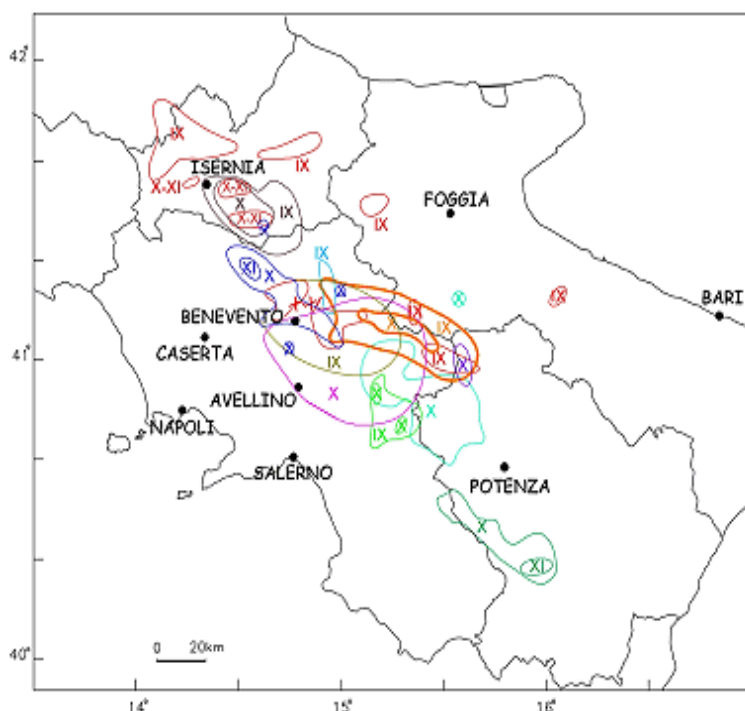 42°
IX
IX
ISERNIA
X-XI
X-XI
X
IX
X-XI
IX
FOGGIA
IX
XI
X
X
X
IX
BARI
BENEVENTO
IX
IX
X
41°
CASERTA
X
IX
IX
X
AVELLINO
X
X
X
NAPOLI
IX
X
SALERNO
POTENZA
X
XI
0 20km
40°
14°
15°
16°